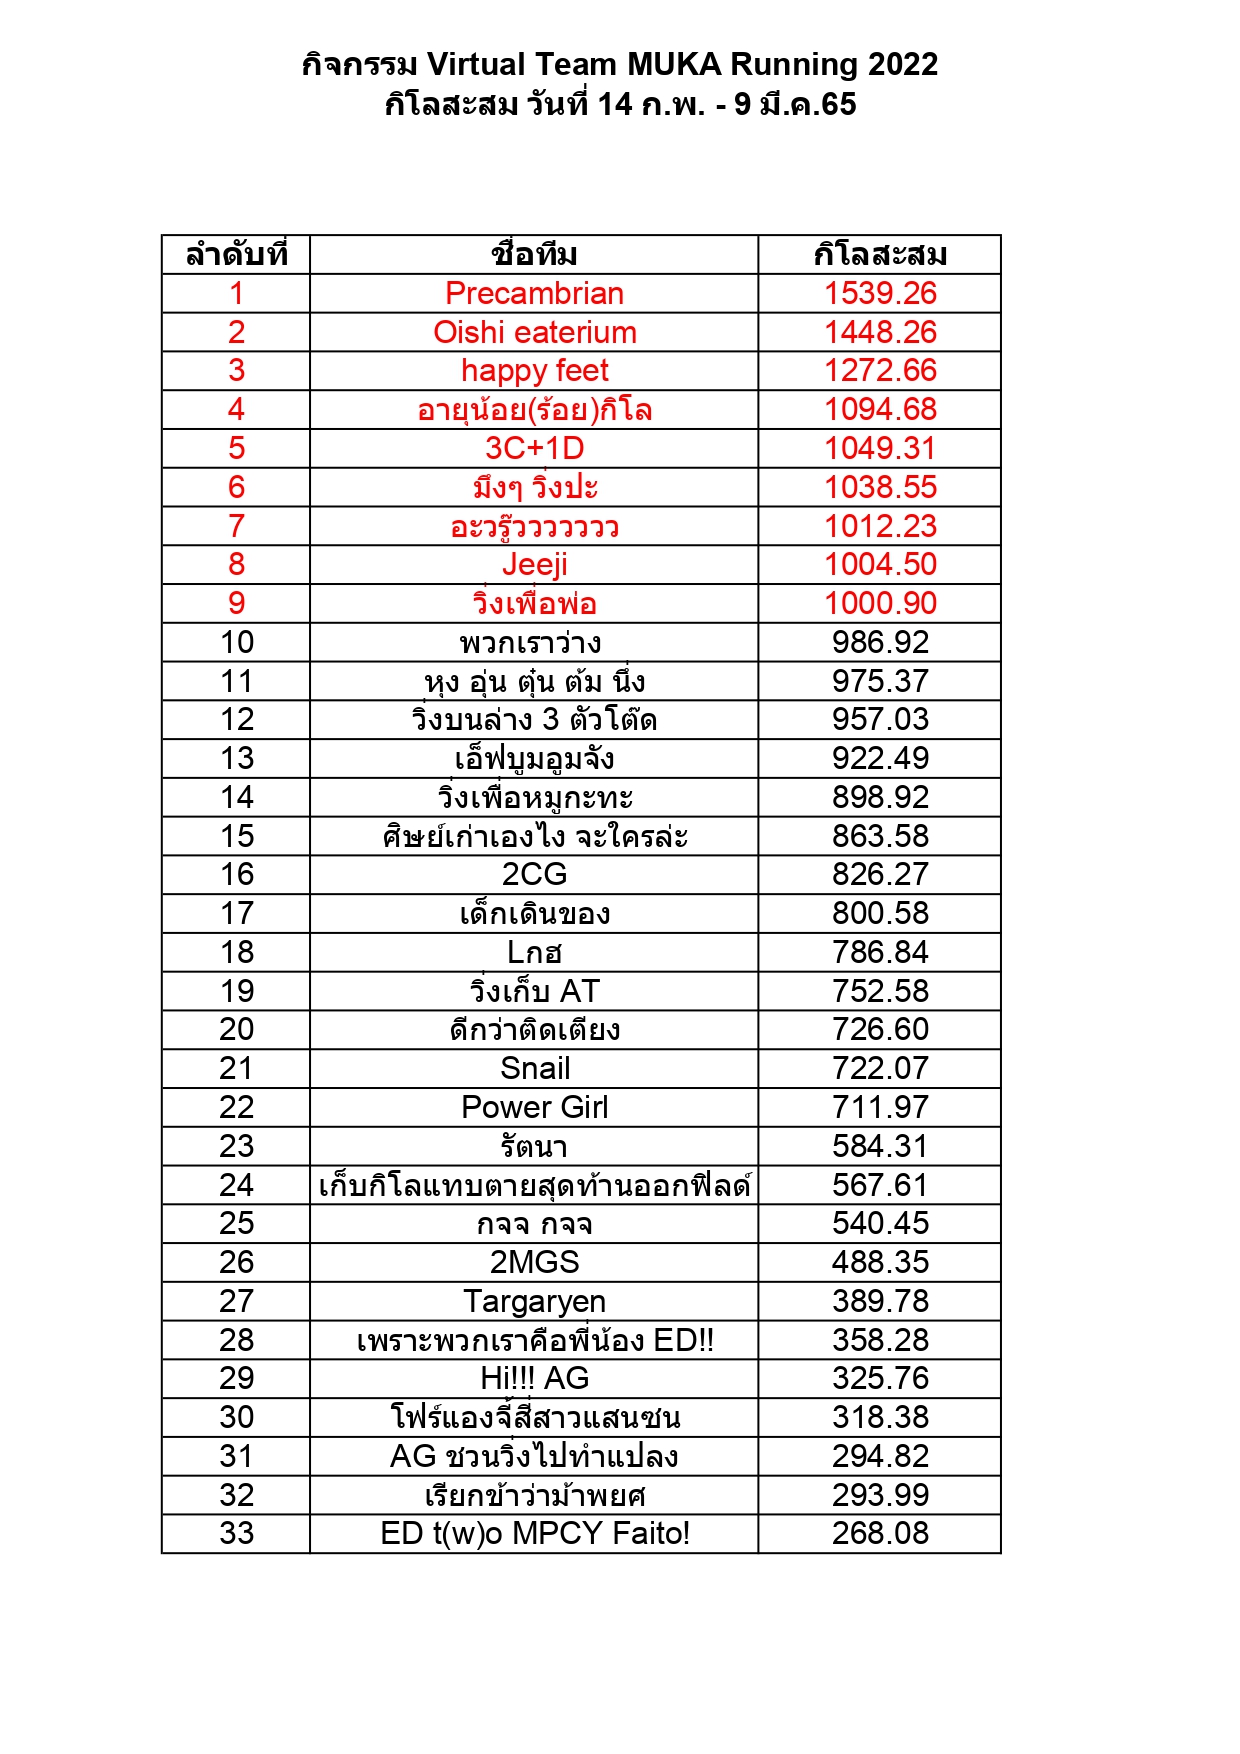 กิจกรรม Virtual Team MUKA Running 2022
กิโลสะสม วันที่ 14 ก.พ. - 9 มี.ค.65
ลำดับที่ ชื่อทีม กิโลสะสม
1 Precambrian 1539.26
2 Oishi eaterium 1448.26
3 happy feet 1272.66
4 อายุน้อย(ร้อย)กิโล 1094.68
5 3C+1D 1049.31
6 มึงๆ วิ่งปะ 1038.55
7 อะวรู๊ววววววว 1012.23
8 Jeeji 1004.50
9 วิ่งเพื่อพ่อ 1000.90
10 พวกเราว่าง 986.92
11 หุง อุ่น ตุ๋น ต้ม นึ่ง 975.37
12 วิ่งบนล่าง 3 ตัวโต๊ด 957.03
13 เอ็ฟบูมอูมจัง 922.49
14 วิ่งเพื่อหมูกะทะ 898.92
15 ศิษย์เก่าเองไง จะใครล่ะ 863.58
16 2CG 826.27
17 เด็กเดินของ 800.58
18 Lกฮ 786.84
19 วิ่งเก็บ AT 752.58
20 ดีกว่าติดเตียง 726.60
21 Snail 722.07
22 Power Girl 711.97
23 รัตนา 584.31
24 เก็บกิโลแทบตายสุดท้านออกฟิลด์ 567.61
25 กจจ กจจ 540.45
26 2MGS 488.35
27 Targaryen 389.78
28 เพราะพวกเราคือพี่น้อง ED!! 358.28
29 Hi!!! AG 325.76
30 โฟร์แองจี้สี่สาวแสนซน 318.38
31 AG ชวนวิ่งไปทำแปลง 294.82
32 เรียกข้าว่าม้าพยศ 293.99
33 ED t(w)o MPCY Faito! 268.08